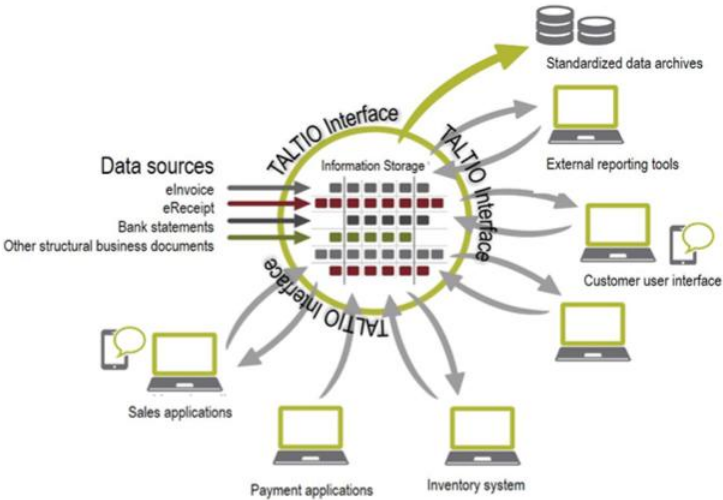 Standardized data archives
TALTIO Interface
TALTIO Interface
External reporting tools
Information Storage
Data sources
eInvoice
eReceipt
Bank statements
Other structural business documents
Customer user interface
TALTIO Interface
Sales applications
Payment applications
Inventory system